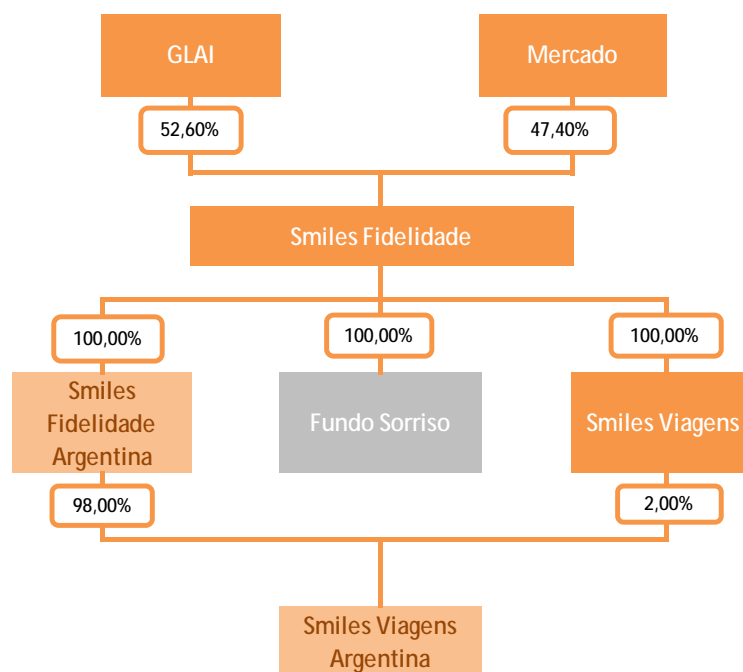 GLAI
Mercado
52,60%
47,40%
Smiles Fidelidade
100,00%
100,00%
100,00%
Smiles
Fidelidade
Argentina
Fundo Sorriso
Smiles Viagens
98,00%
2,00%
Smiles Viagens
Argentina